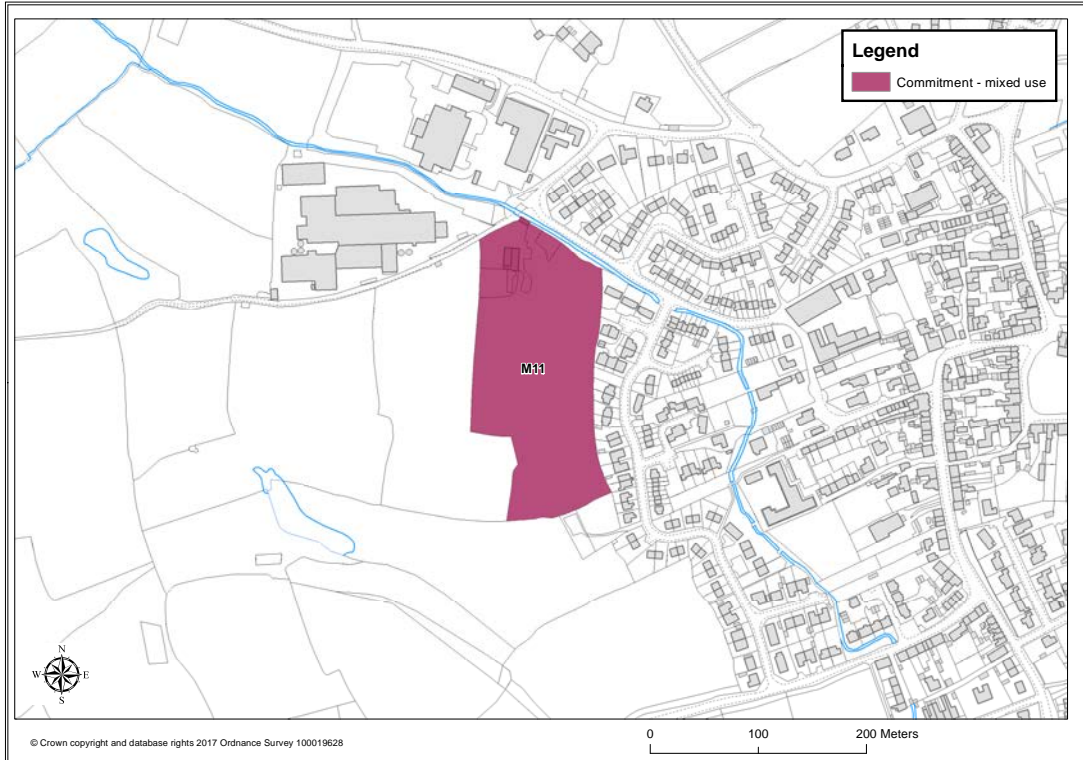 Legend
Commitment - mixed use
M11
N
W E
S
© Crown copyright and database rights 2017 Ordnance Survey 100019628
0 100 200 Meters